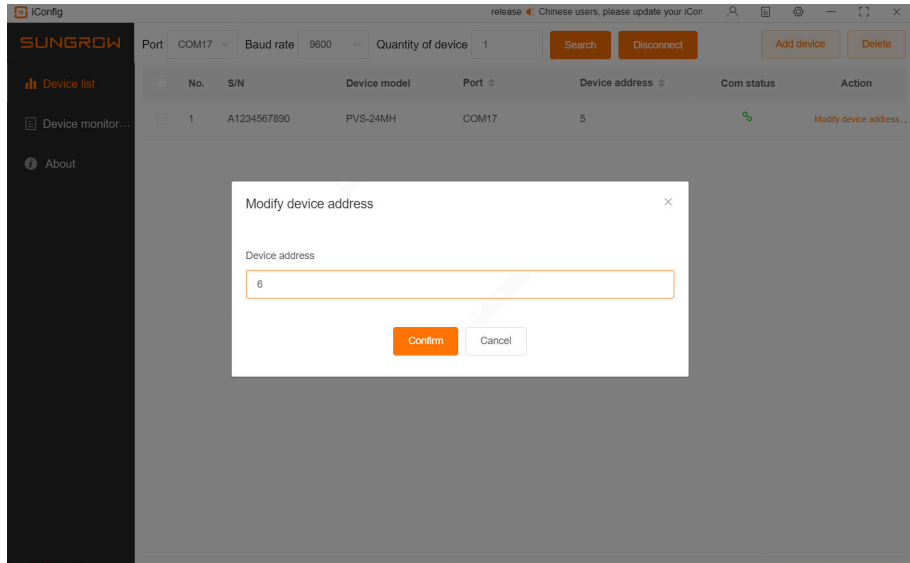 iConfig
release Chinese users, please update your iCor
SUNGROW
Port COM17 Baud rate 9600 Quantity of device 1 Search Disconnect Add device Delete
Device list
No. S/N Device model Port Device address Com status Action
Device monitor...
1 A1234567890 PVS-24MH COM17 5 Modify device address..
About
Modify device address
Device address
6
Confirm Cancel